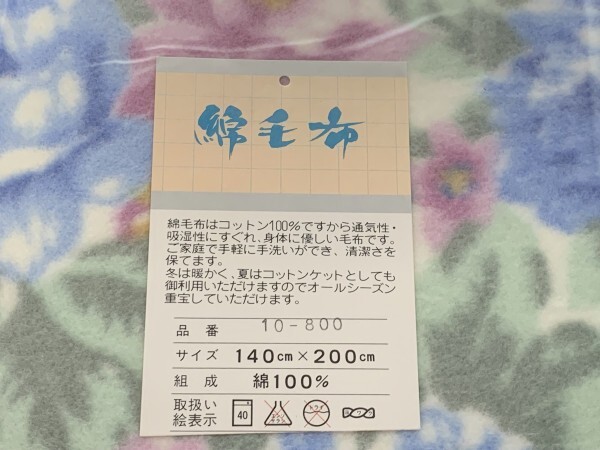 綿毛布
綿毛布はコットン100%ですから通気性・
吸湿性にすぐれ、身体に優しい毛布です。
ご家庭で手軽に手洗いができ、清潔さを
保てます。
冬は暖かく、夏はコットンケットとしても
御利用いただけますのでオールシーズン
重宝していただけます。
品番 10-800
サイズ 140cm×200cm
組成 綿100%
取扱い
絵表示 40